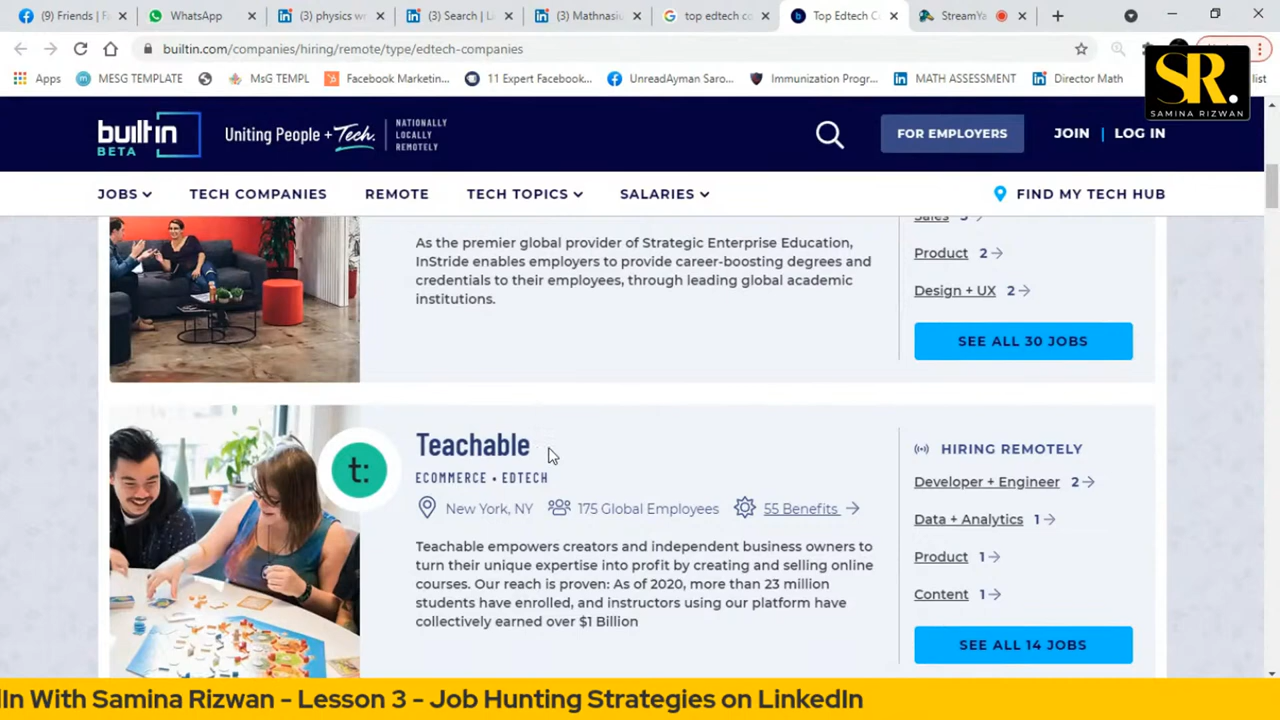 (9) Friends | Fa
WhatsApp
(3) physics wr
(3) Search | Li
(3) Mathnasiu
top edtech co
Top Edtech C
StreamYa
builtin.com/companies/hiring/remote/type/edtech-companies
Apps
MESG TEMPLATE
MsG TEMPL
Facebook Marketin...
11 Expert Facebook...
UnreadAyman Saro...
Immunization Progr...
MATH ASSESSMENT
Director Math
list
SR.
SAMINA RIZWAN
built in
BETA
Uniting People + Tech.
NATIONALLY
LOCALLY
REMOTELY
FOR EMPLOYERS
JOIN | LOG IN
JOBS
TECH COMPANIES
REMOTE
TECH TOPICS
SALARIES
FIND MY TECH HUB
As the premier global provider of Strategic Enterprise Education,
InStride enables employers to provide career-boosting degrees and
credentials to their employees, through leading global academic
institutions.
Sales 3
Product 2
Design + UX 2
SEE ALL 30 JOBS
t:
Teachable
ECOMMERCE • EDTECH
New York, NY 175 Global Employees 55 Benefits
Teachable empowers creators and independent business owners to
turn their unique expertise into profit by creating and selling online
courses. Our reach is proven: As of 2020, more than 23 million
students have enrolled, and instructors using our platform have
collectively earned over $1 Billion
HIRING REMOTELY
Developer + Engineer 2
Data + Analytics 1
Product 1
Content 1
SEE ALL 14 JOBS
In With Samina Rizwan - Lesson 3 - Job Hunting Strategies on LinkedIn